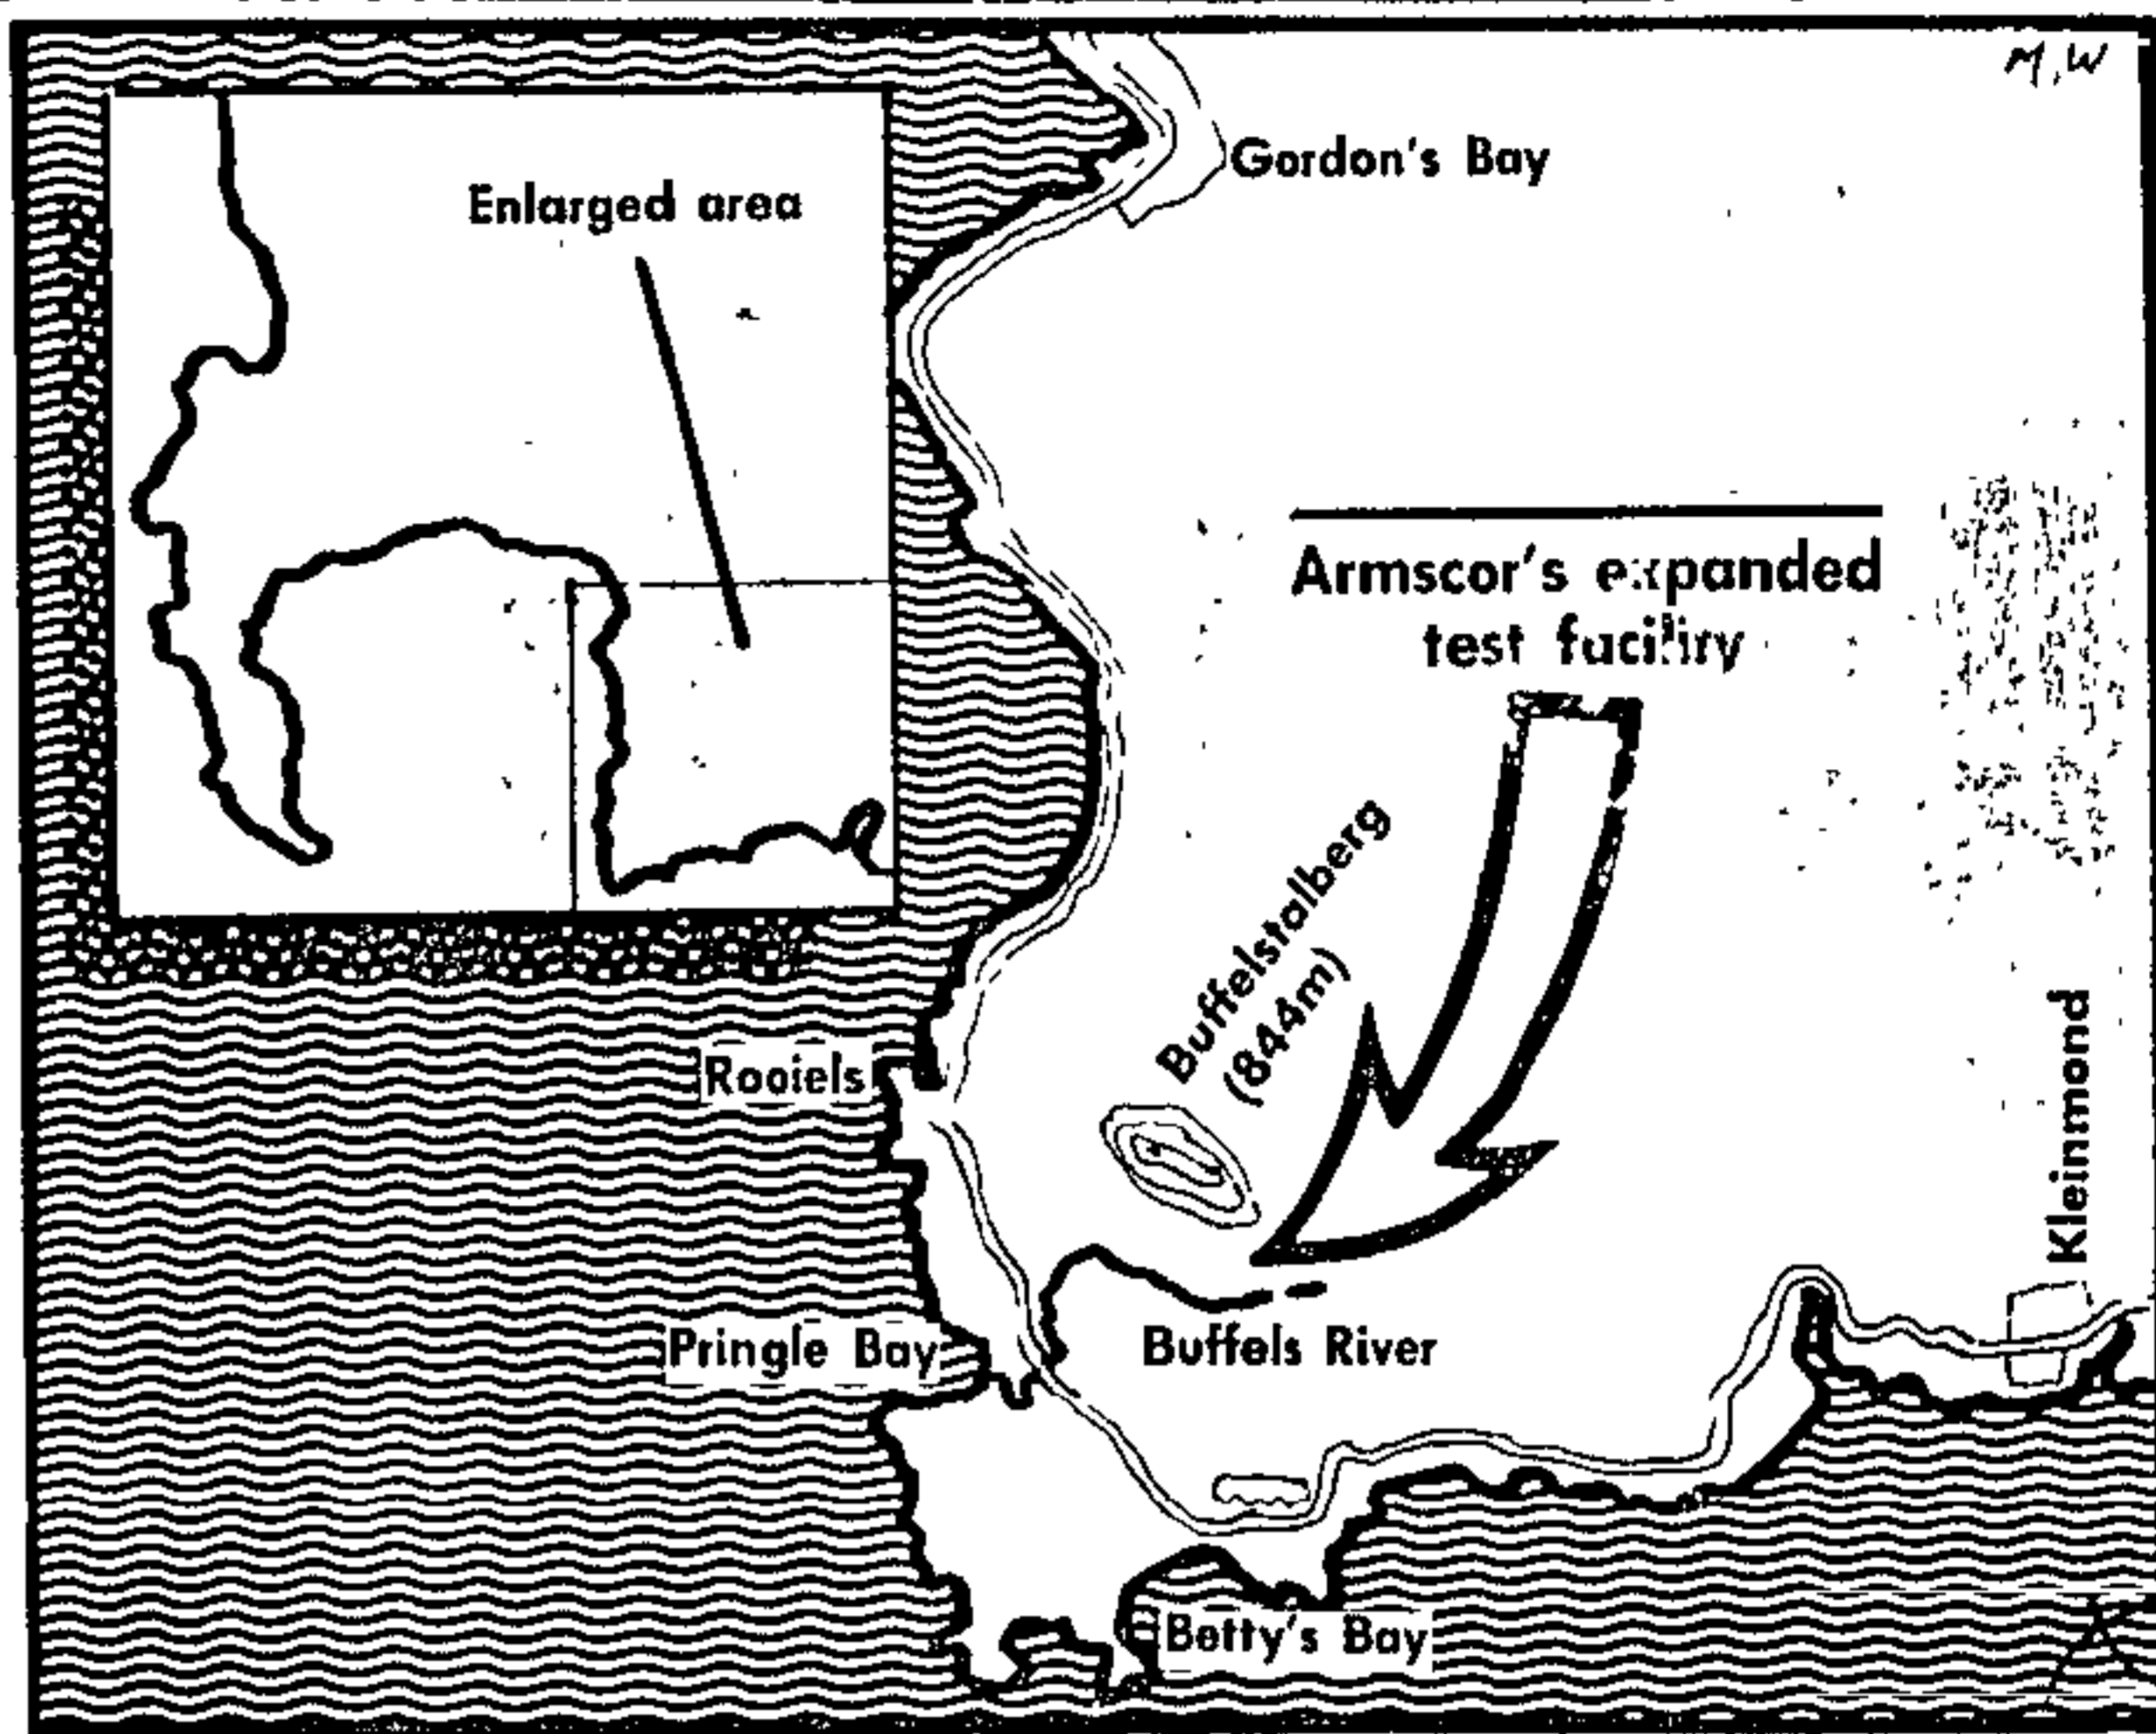 M.W
Gordon's Bay
Enlarged area
Armscor's expanded
test facility
Buffelstalberg
(844m)
Rooiels
Kleinmond
Pringle Bay
Buffels River
Betty's Bay